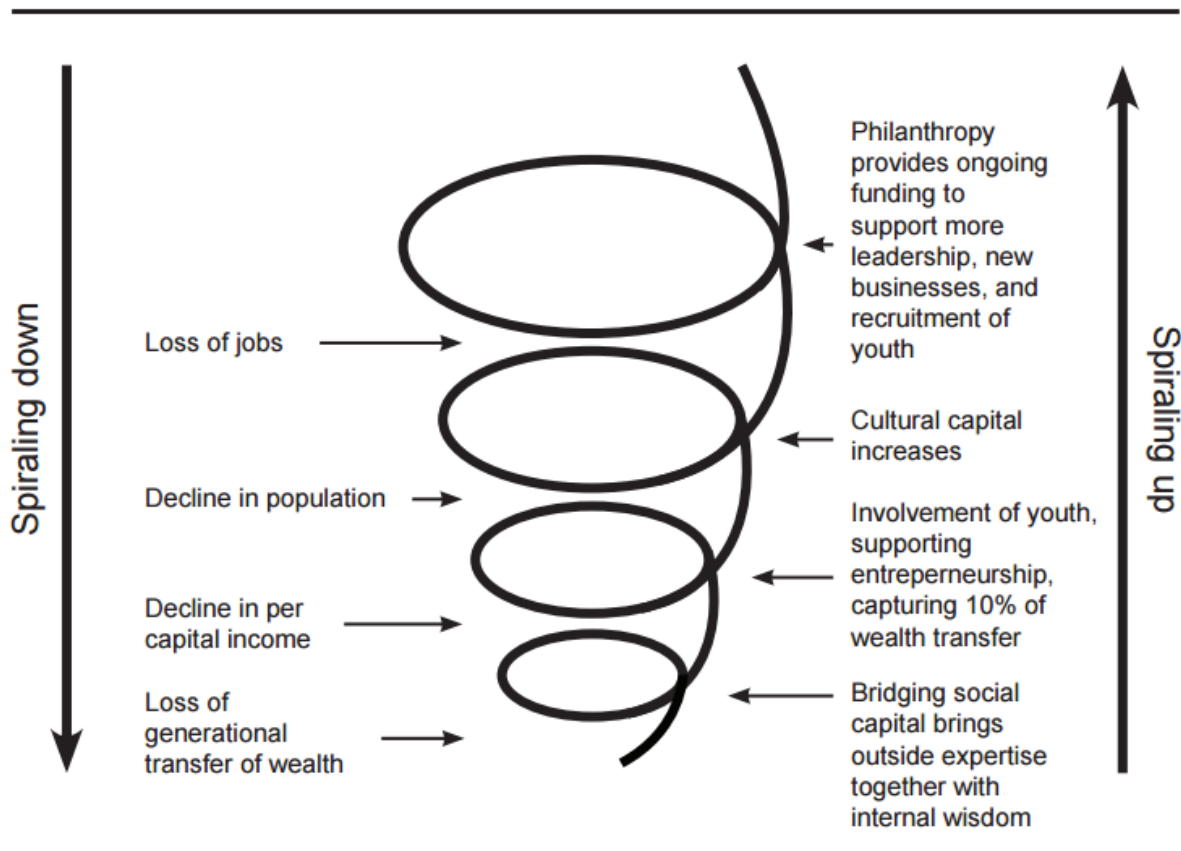 Spiraling down
Loss of jobs
Decline in population
Decline in per
capital income
Loss of
generational
transfer of wealth
Philanthropy
provides ongoing
funding to
support more
leadership, new
businesses, and
recruitment of
youth
Cultural capital
increases
Involvement of youth,
supporting
entreperneurship,
capturing 10% of
wealth transfer
Bridging social
capital brings
outside expertise
together with
internal wisdom
Spiraling up